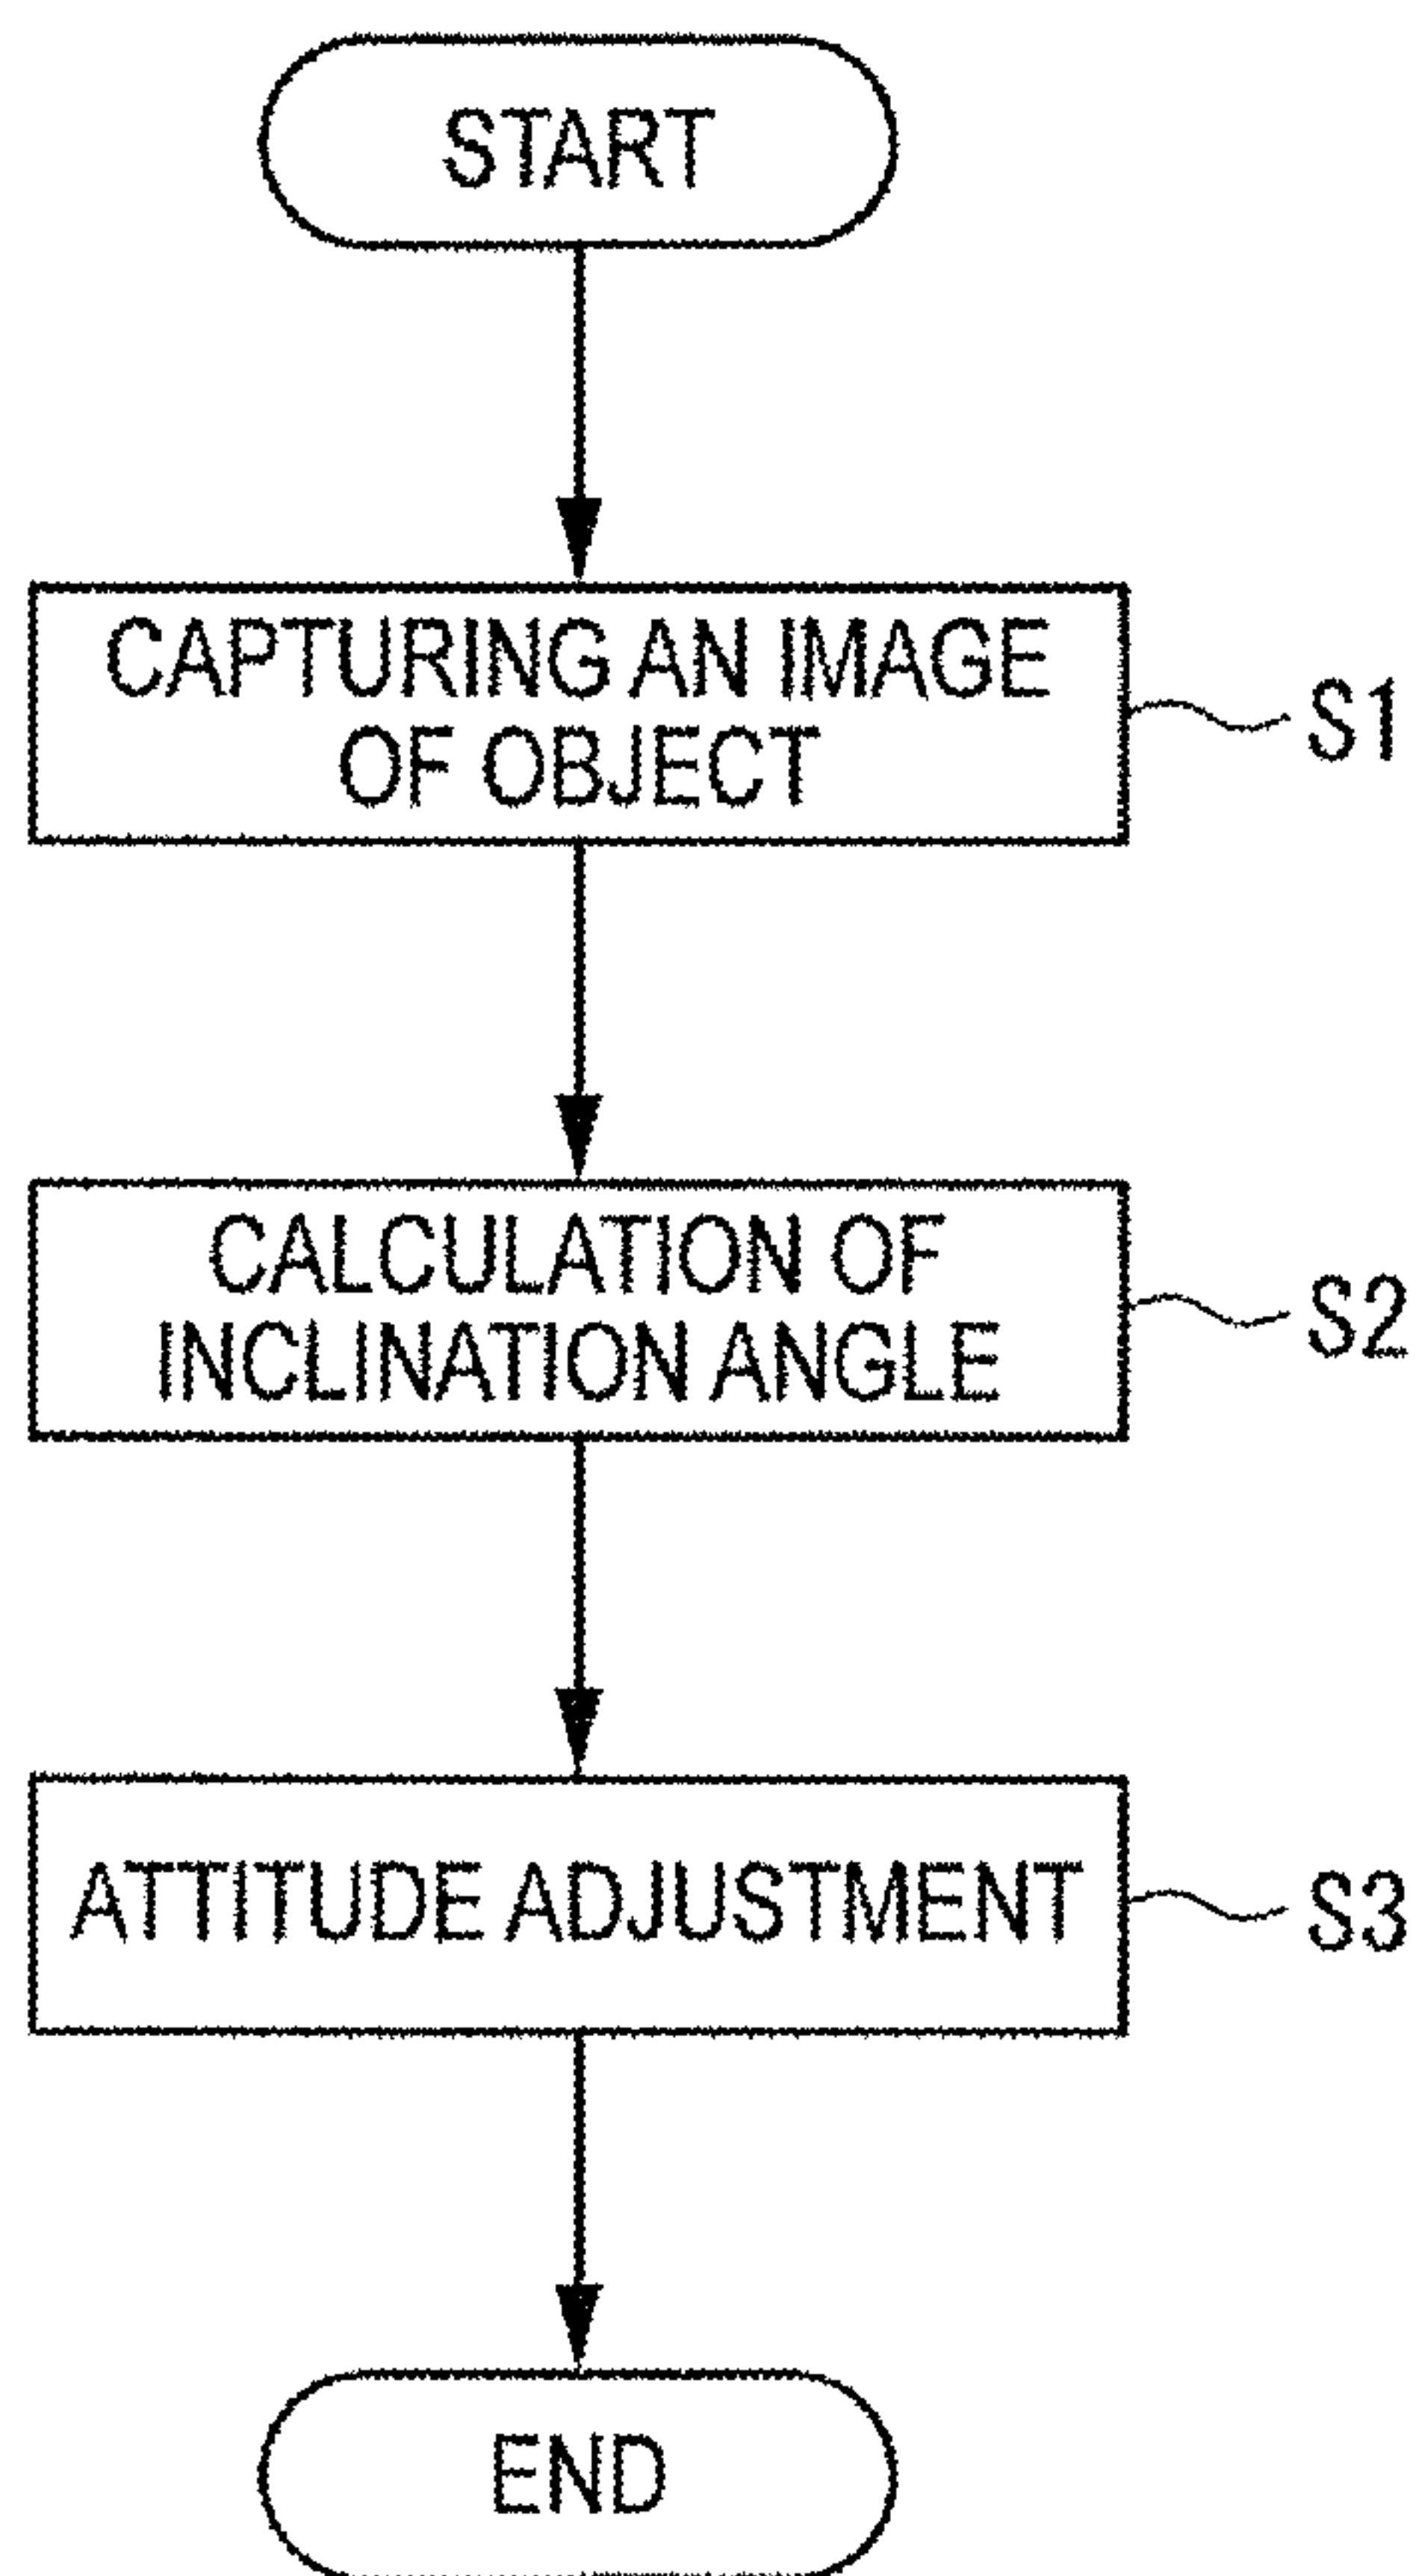 START
CAPTURING AN IMAGE
OF OBJECT
S1
CALCULATION OF
INCLINATION ANGLE
S2
ATTITUDE ADJUSTMENT
S3
END